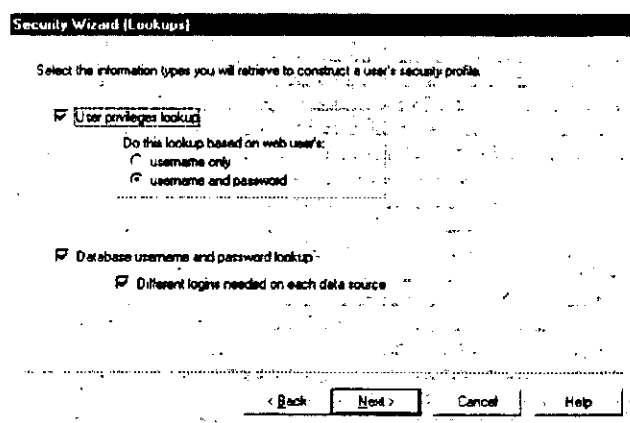 Security Wizard (Lookups)
Select the information types you will retrieve to construct a user's security profile.
User privileges lookup
Do this lookup based on web user's:
username only
username and password
Database username and password lookup
Different logins needed on each data source
< Back
Next >
Cancel
Help